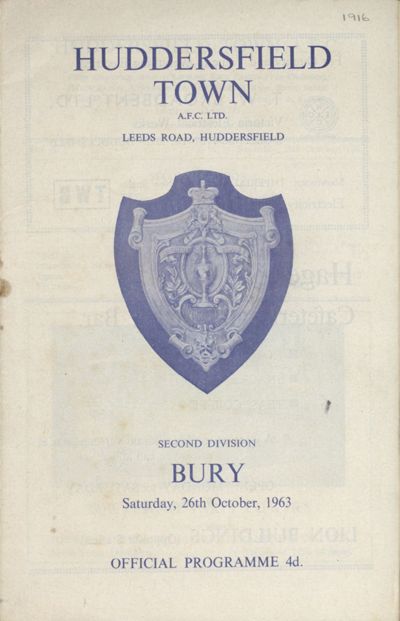 1916
HUDDERSFIELD
TOWN
A.F.C. LTD.
LEEDS ROAD, HUDDERSFIELD
SECOND DIVISION
BURY
Saturday, 26th October, 1963
OFFICIAL PROGRAMME 4d.